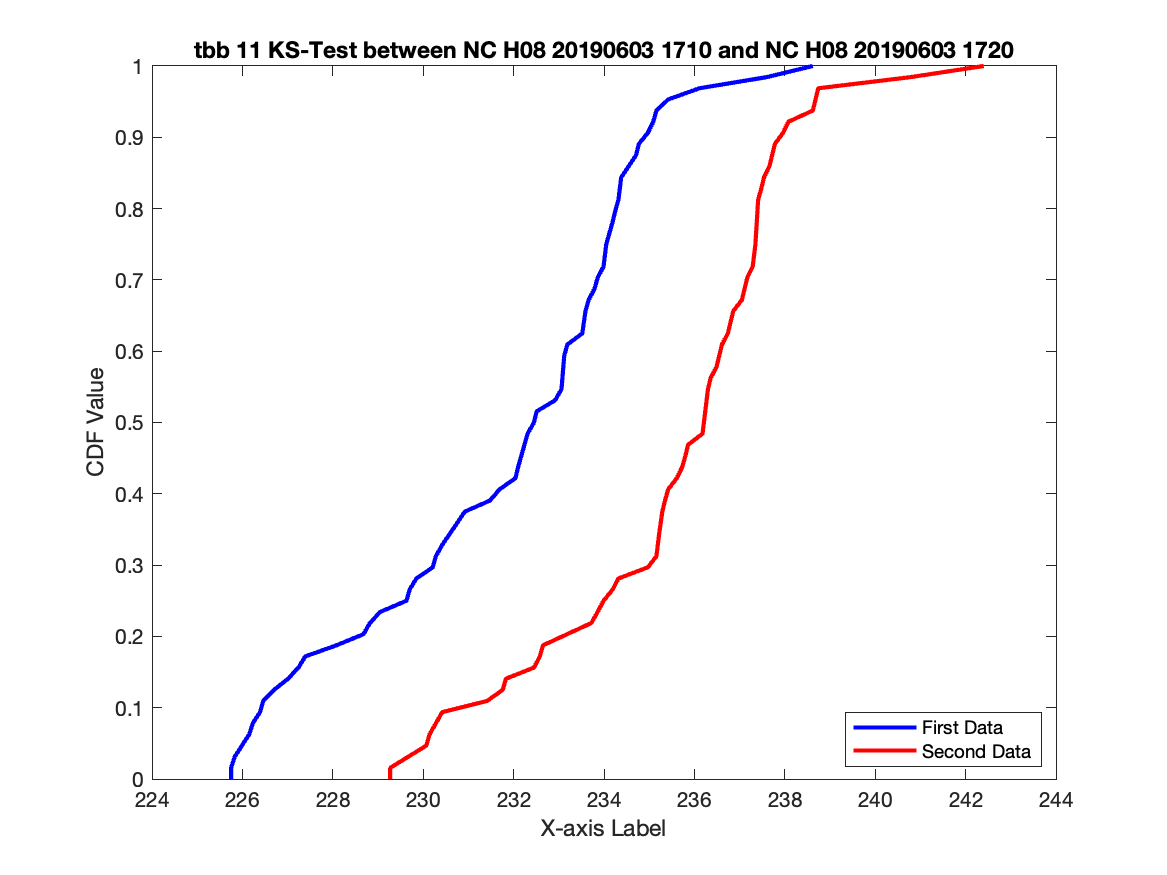 tbb 11 KS-Test between NC H08 20190603 1710 and NC H08 20190603 1720
1
0.9
0.8
0.7
0.6
0.5
0.4
0.3
0.2
0.1
0
CDF Value
First Data
Second Data
224 226 228 230 232 234 236 238 240 242 244
X-axis Label